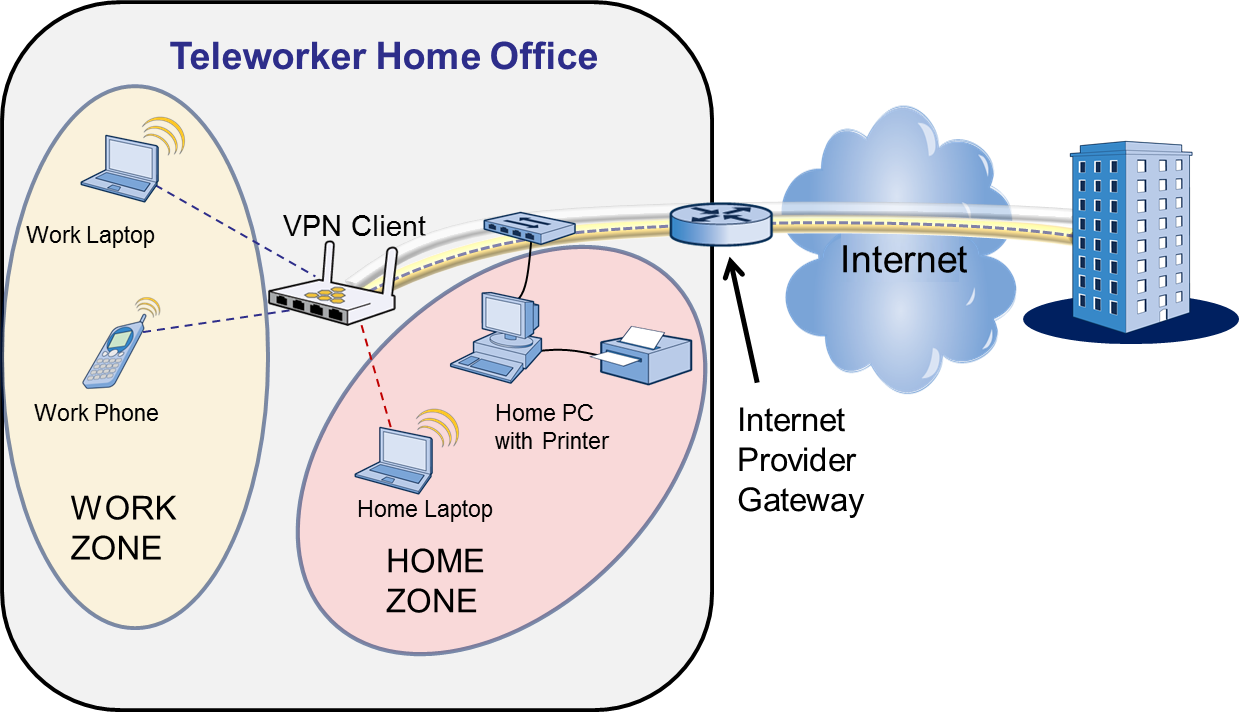 Teleworker Home Office
Work Laptop
VPN Client
Internet
Work Phone
Home PC
with Printer
Internet
Provider
Gateway
Home Laptop
WORK
ZONE
HOME
ZONE